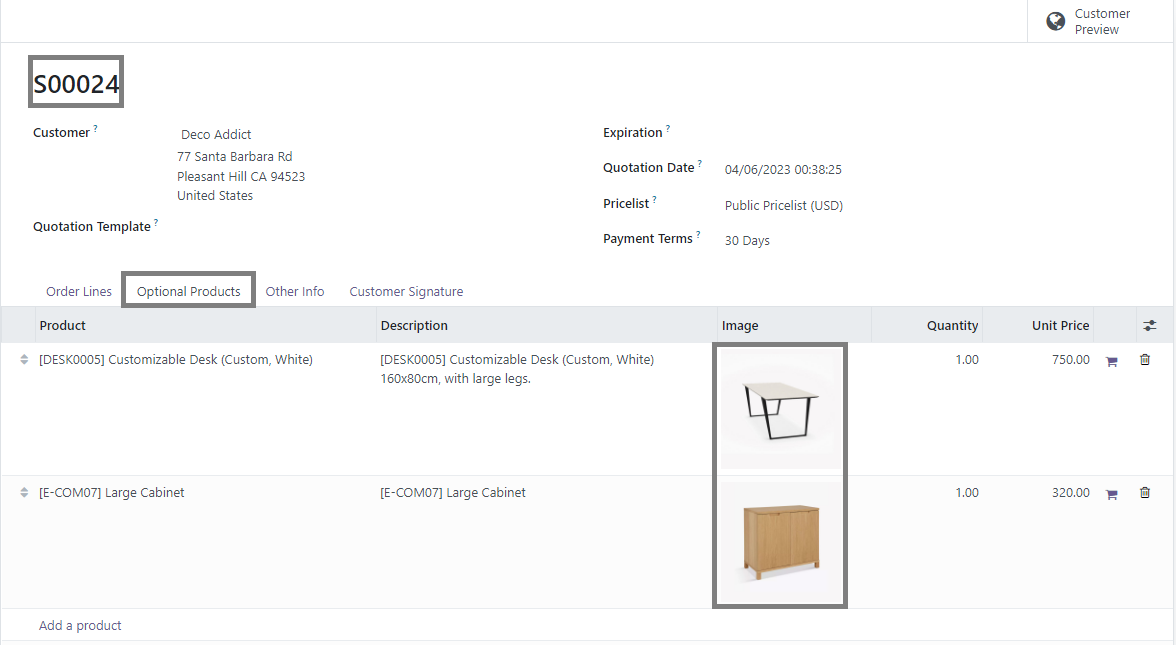 Customer
Preview
S00024
Customer ?
Deco Addict
77 Santa Barbara Rd
Pleasant Hill CA 94523
United States
Quotation Template ?
Expiration ?
Quotation Date ? 04/06/2023 00:38:25
Pricelist ? Public Pricelist (USD)
Payment Terms ? 30 Days
Order Lines Optional Products Other Info Customer Signature
Product Description Image Quantity Unit Price
[DESK0005] Customizable Desk (Custom, White) [DESK0005] Customizable Desk (Custom, White) 1.00 750.00
160x80cm, with large legs.
[E-COM07] Large Cabinet [E-COM07] Large Cabinet 1.00 320.00
Add a product